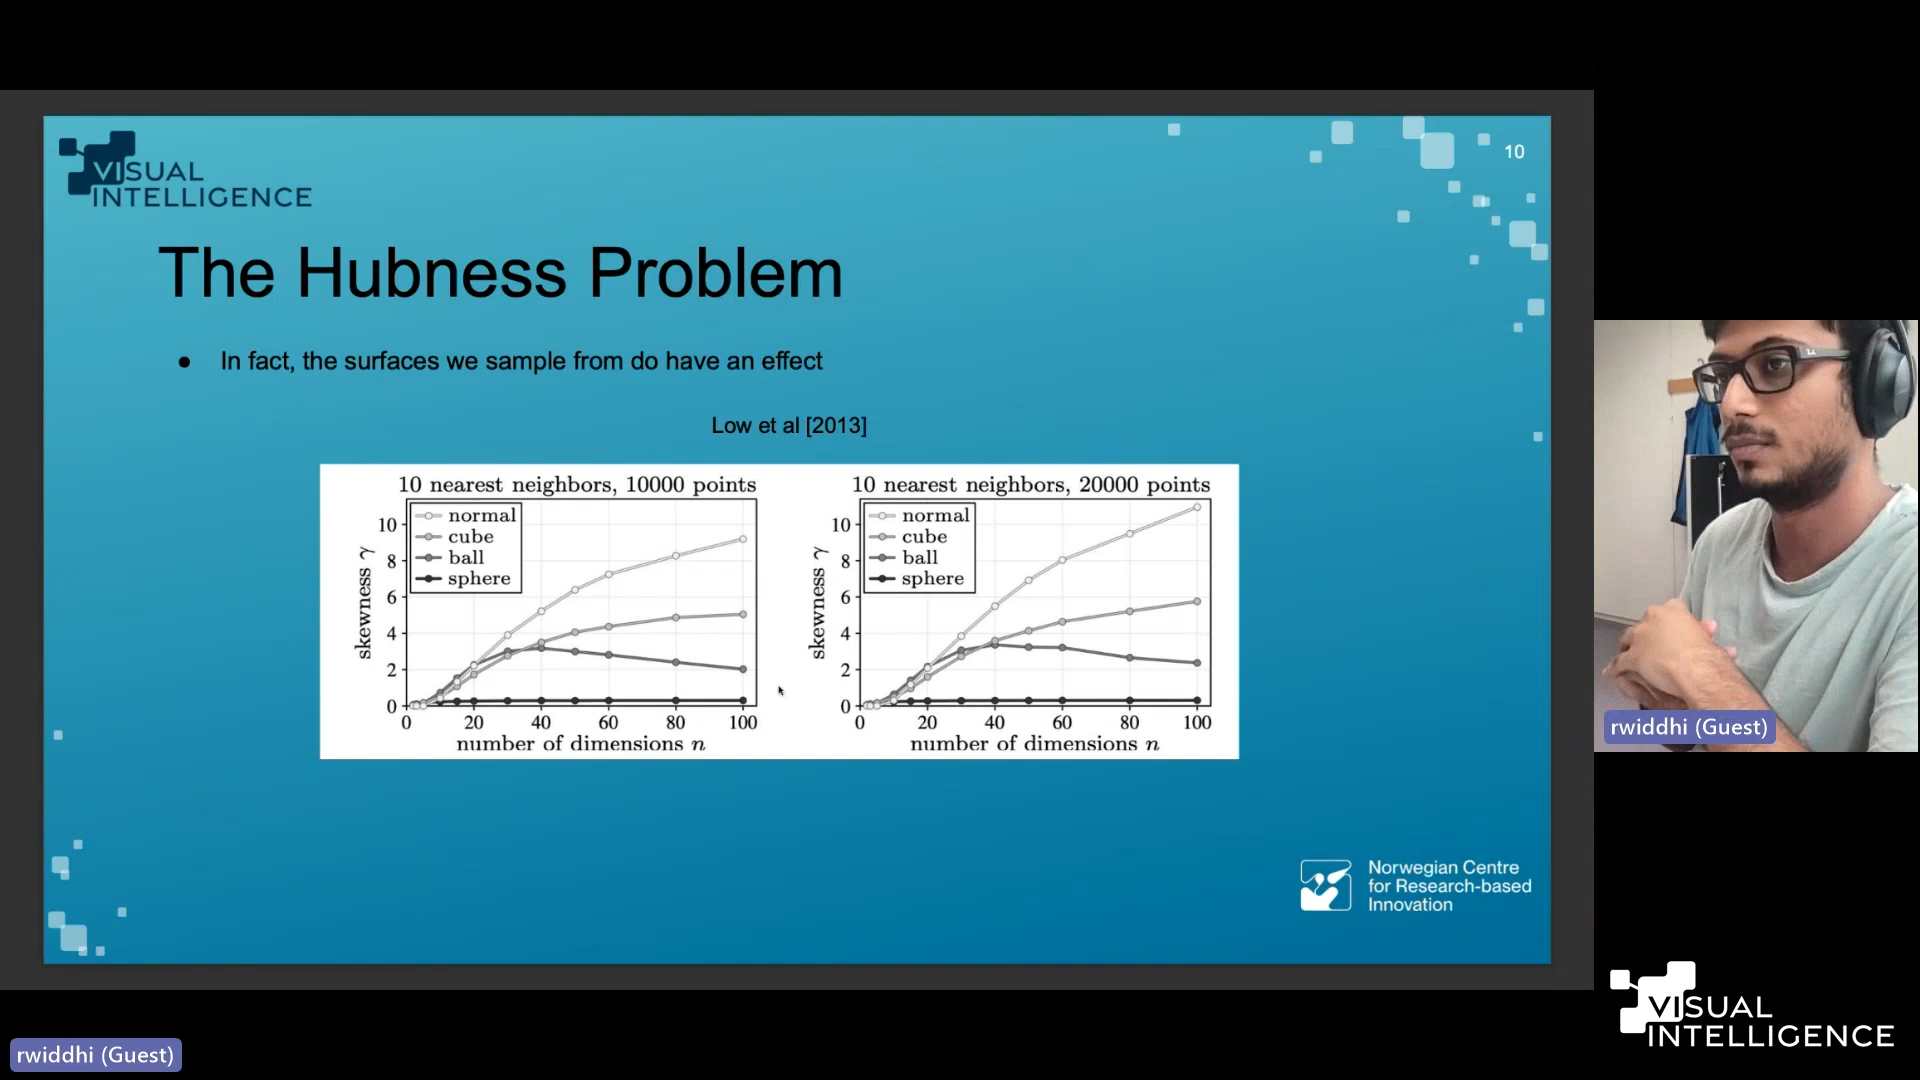 VISUAL
INTELLIGENCE
10
The Hubness Problem
● In fact, the surfaces we sample from do have an effect
Low et al [2013]
10 nearest neighbors, 10000 points
normal
cube
ball
sphere
10
8
6
4
2
0
skewness γ
0 20 40 60 80 100
number of dimensions n
10 nearest neighbors, 20000 points
normal
cube
ball
sphere
10
8
6
4
2
0
skewness γ
0 20 40 60 80 100
number of dimensions n
Norwegian Centre
for Research-based
Innovation
rwiddhi (Guest)
VISUAL
INTELLIGENCE
rwiddhi (Guest)